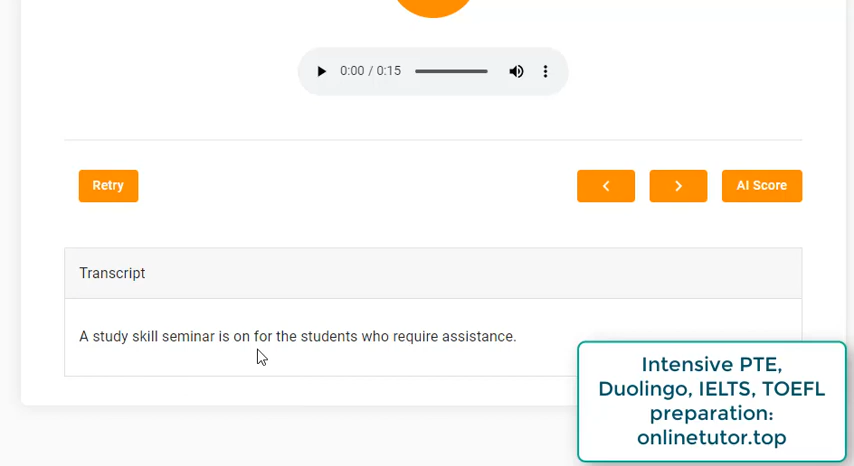 0:00 / 0:15
Retry
AI Score
Transcript
A study skill seminar is on for the students who require assistance.
Intensive PTE,
Duolingo, IELTS, TOEFL
preparation:
onlinetutor.top